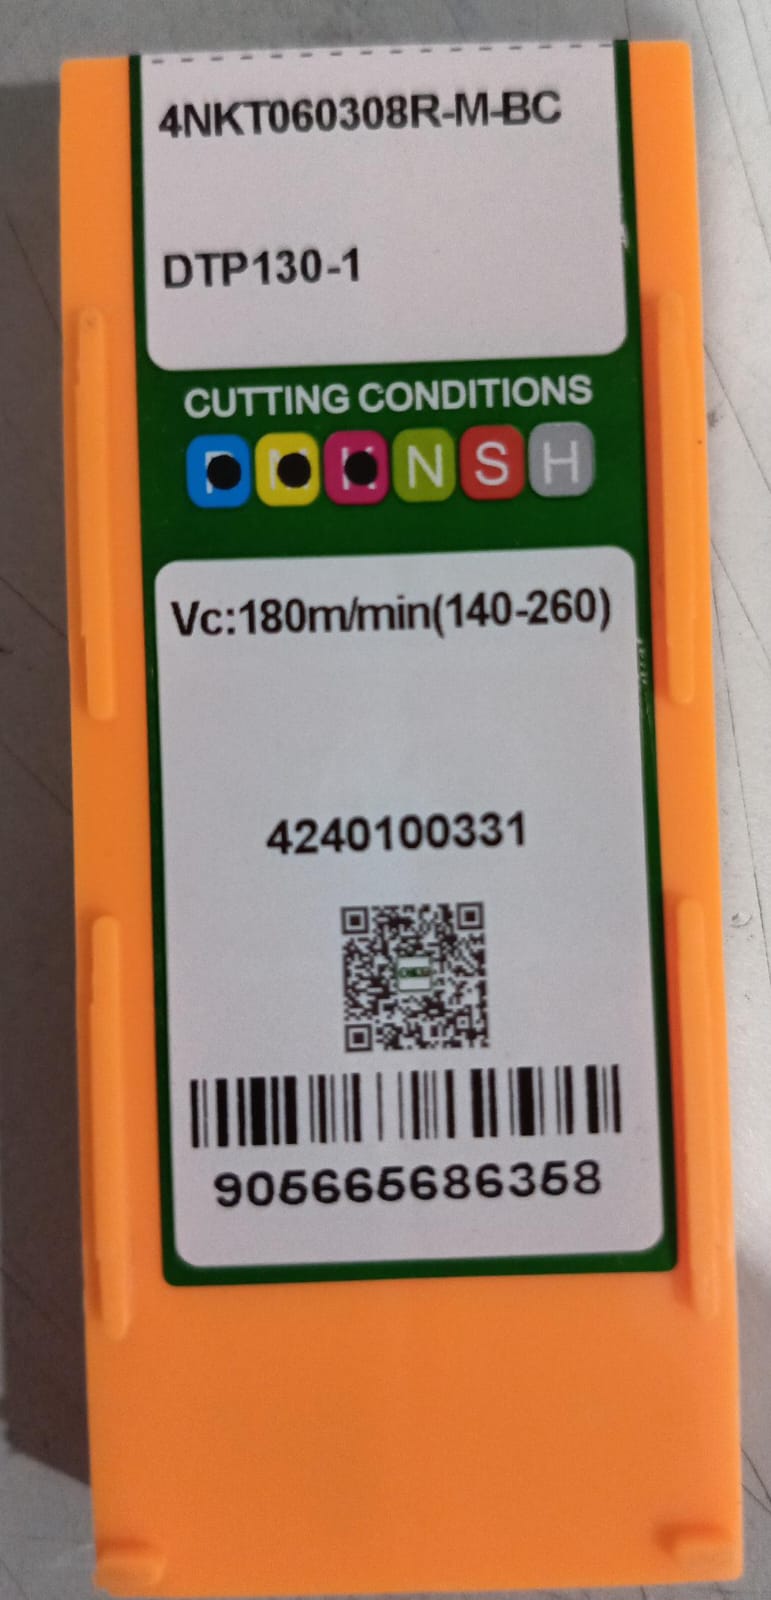 4NKT060308R-M-BC
DTP130-1
CUTTING CONDITIONS
P M K N S H
Vc:180m/min(140-260)
4240100331
905665686358